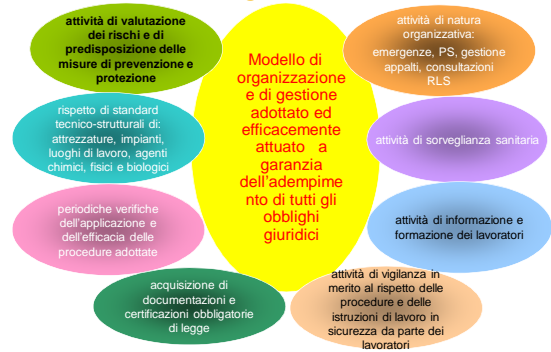 attività di valutazione
dei rischi e di
predisposizione delle
misure di prevenzione e
protezione
attività di natura
organizzativa:
emergenze, PS, gestione
appalti, consultazioni
RLS
Modello di
organizzazione
e di gestione
adottato ed
efficacemente
attuato a
garanzia
dell'adempime
nto di tutti gli
obblighi
giuridici
rispetto di standard
tecnico-strutturali di:
attrezzature, impianti,
luoghi di lavoro, agenti
chimici, fisici e biologici
attività di sorveglianza sanitaria
periodiche verifiche
dell'applicazione e
dell'efficacia delle
procedure adottate
attività di informazione e
formazione dei lavoratori
acquisizione di
documentazioni e
certificazioni obbligatorie
di legge
attività di vigilanza in
merito al rispetto delle
procedure e delle
istruzioni di lavoro in
sicurezza da parte dei
lavoratori